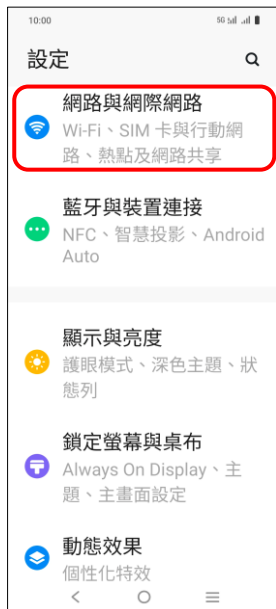 10:00
5G
設定
網路與網際網路
Wi-Fi、SIM 卡與行動網
路、熱點及網路共享
藍牙與裝置連接
NFC、智慧投影、Android
Auto
顯示與亮度
護眼模式、深色主題、狀
態列
鎖定螢幕與桌布
Always On Display、主
題、主畫面設定
動態效果
個性化特效